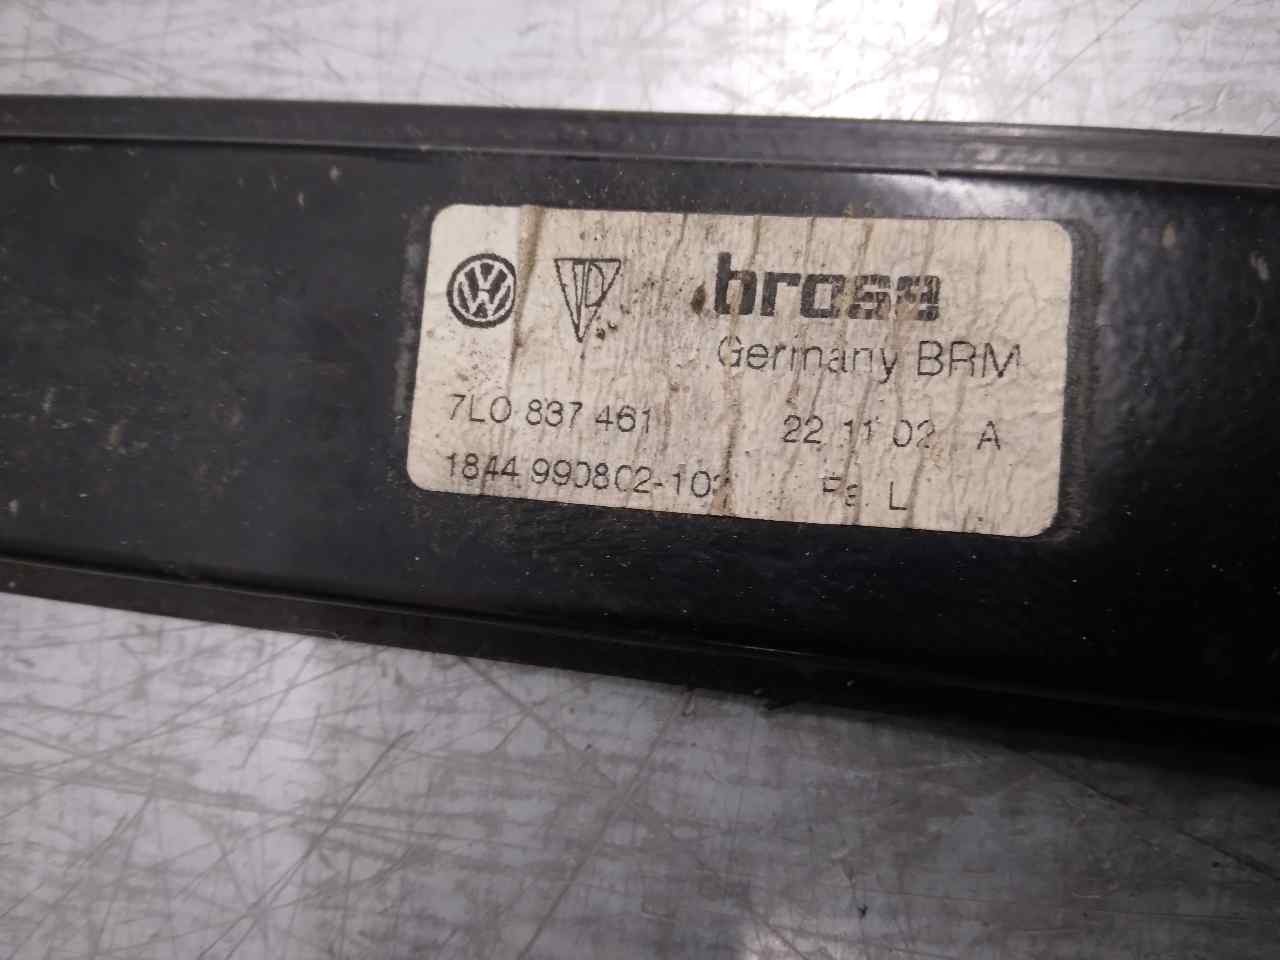 brose
Germany BRM
7L0 837 461 22 11 02 A
1844 990802-10
L